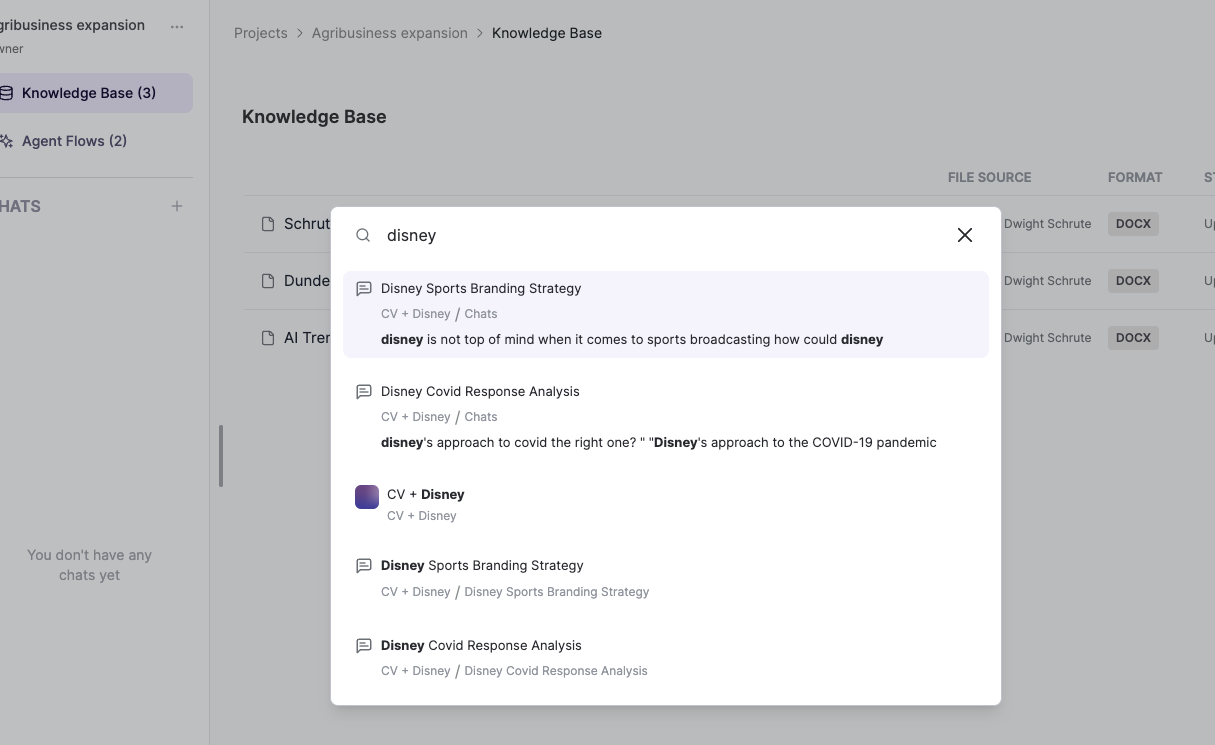 gribusiness expansion
wner
Knowledge Base (3)
Agent Flows (2)
HATS
You don't have any
chats yet
Projects > Agribusiness expansion > Knowledge Base
Knowledge Base
FILE SOURCE FORMAT ST
Schrut Dwight Schrute DOCX Up
Dunde Dwight Schrute DOCX Up
AI Tren Dwight Schrute DOCX Up
disney
Disney Sports Branding Strategy
CV + Disney / Chats
disney is not top of mind when it comes to sports broadcasting how could disney
Disney Covid Response Analysis
CV + Disney / Chats
disney's approach to covid the right one? " "Disney's approach to the COVID-19 pandemic
CV + Disney
CV + Disney
Disney Sports Branding Strategy
CV + Disney / Disney Sports Branding Strategy
Disney Covid Response Analysis
CV + Disney / Disney Covid Response Analysis